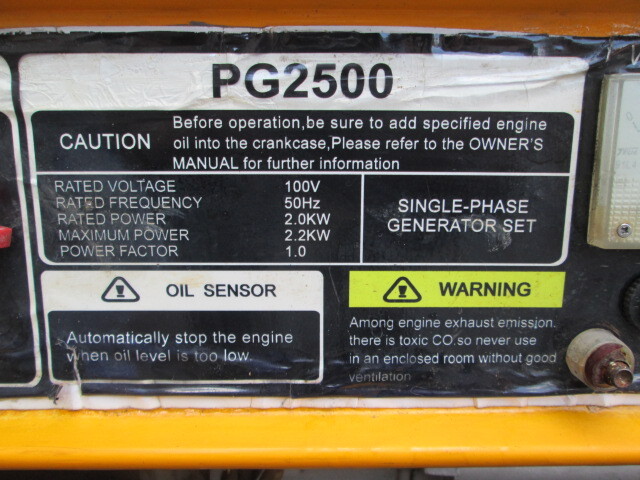 PG2500
CAUTION
Before operation,be sure to add specified engine
oil into the crankcase,Please refer to the OWNER'S
MANUAL for further information
RATED VOLTAGE 100V
RATED FREQUENCY 50Hz
RATED POWER 2.0KW
MAXIMUM POWER 2.2KW
POWER FACTOR 1.0
SINGLE-PHASE
GENERATOR SET
OIL SENSOR
Automatically stop the engine
when oil level is too low.
WARNING
Among engine exhaust emission.
there is toxic CO.so never use
in an enclosed room without good
ventilation